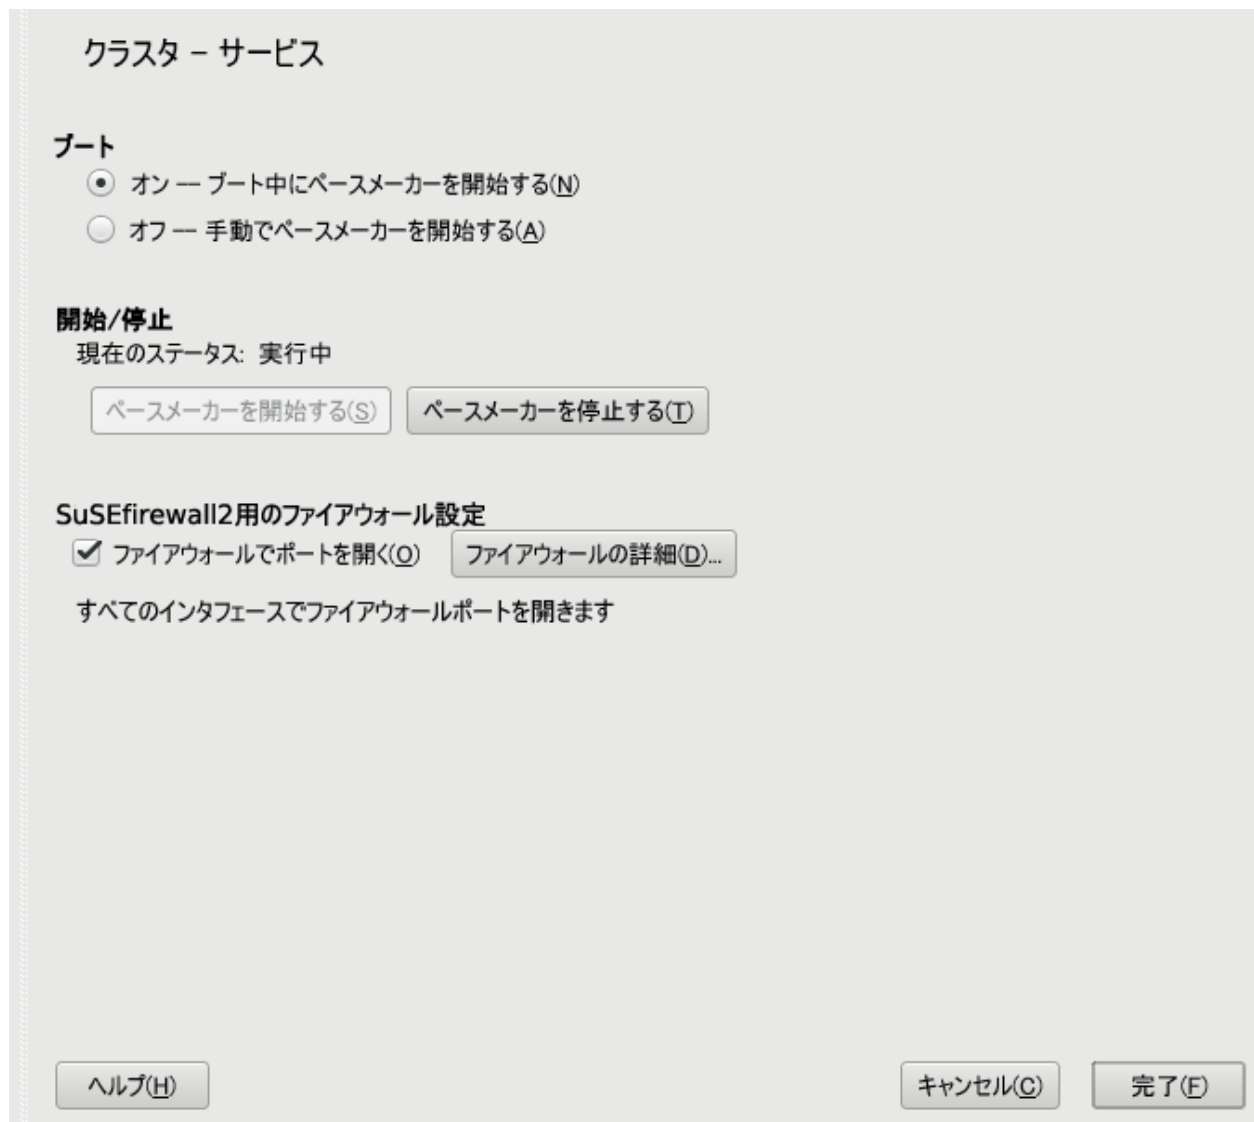 クラスタ – サービス
ブート
オン -- ブート中にペースメーカーを開始する(N)
オフ -- 手動でペースメーカーを開始する(A)
開始/停止
現在のステータス: 実行中
ペースメーカーを開始する(S) ペースメーカーを停止する(T)
SuSEfirewall2用のファイアウォール設定
ファイアウォールでポートを開く(O) ファイアウォールの詳細(D)...
すべてのインタフェースでファイアウォールポートを開きます
ヘルプ(H) キャンセル(C) 完了(F)